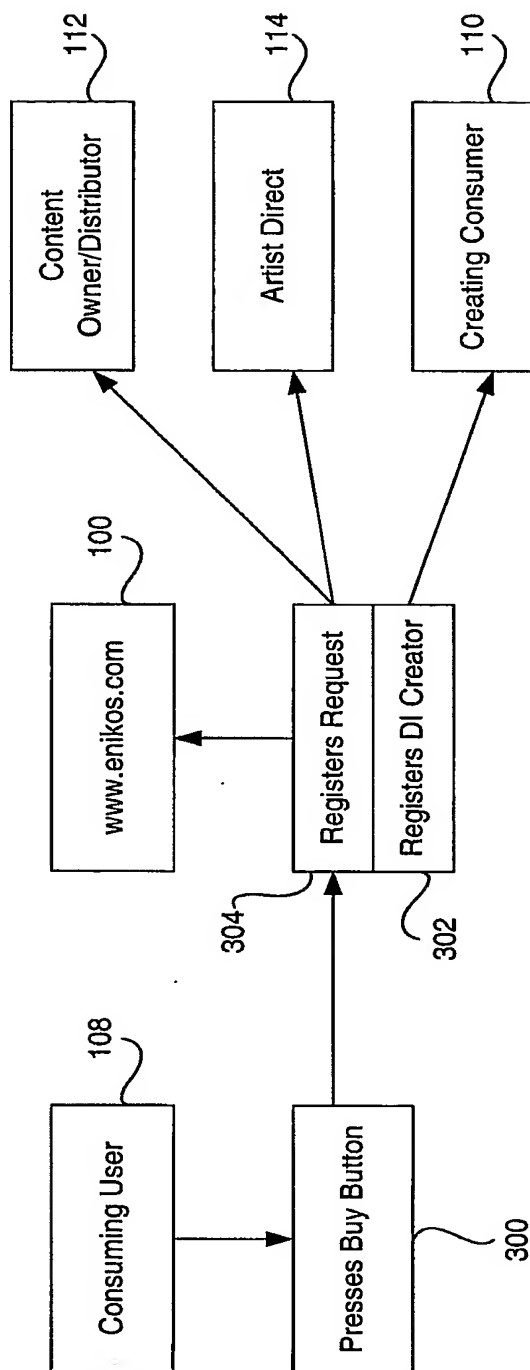 Consuming User
108
Presses Buy Button
300
www.enikos.com
100
Registers Request
304
Registers DI Creator
302
Content
Owner/Distributor
112
Artist Direct
114
Creating Consumer
110